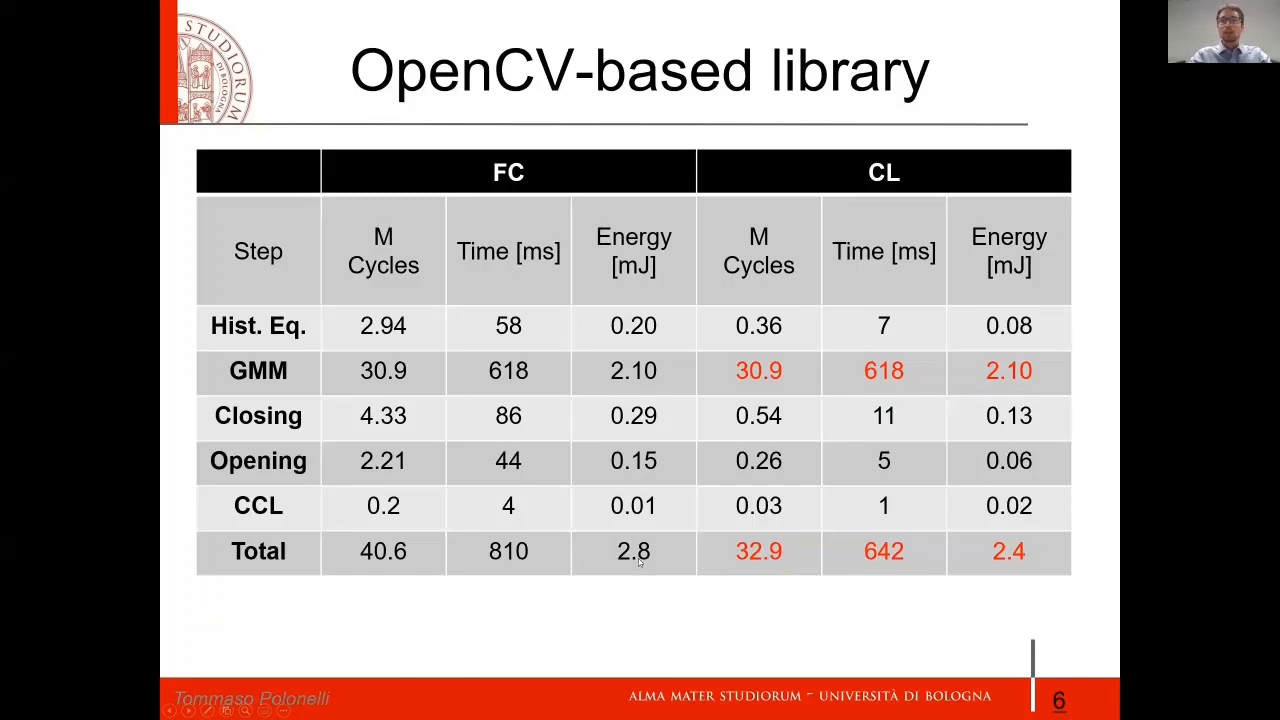 STUDIORUM
DI BOLOGNA
OpenCV-based library
FC CL
Step M Cycles Time [ms] Energy [mJ] M Cycles Time [ms] Energy [mJ]
Hist. Eq. 2.94 58 0.20 0.36 7 0.08
GMM 30.9 618 2.10 30.9 618 2.10
Closing 4.33 86 0.29 0.54 11 0.13
Opening 2.21 44 0.15 0.26 5 0.06
CCL 0.2 4 0.01 0.03 1 0.02
Total 40.6 810 2.8 32.9 642 2.4
Tommaso Polonelli
ALMA MATER STUDIORUM – UNIVERSITÀ DI BOLOGNA
6